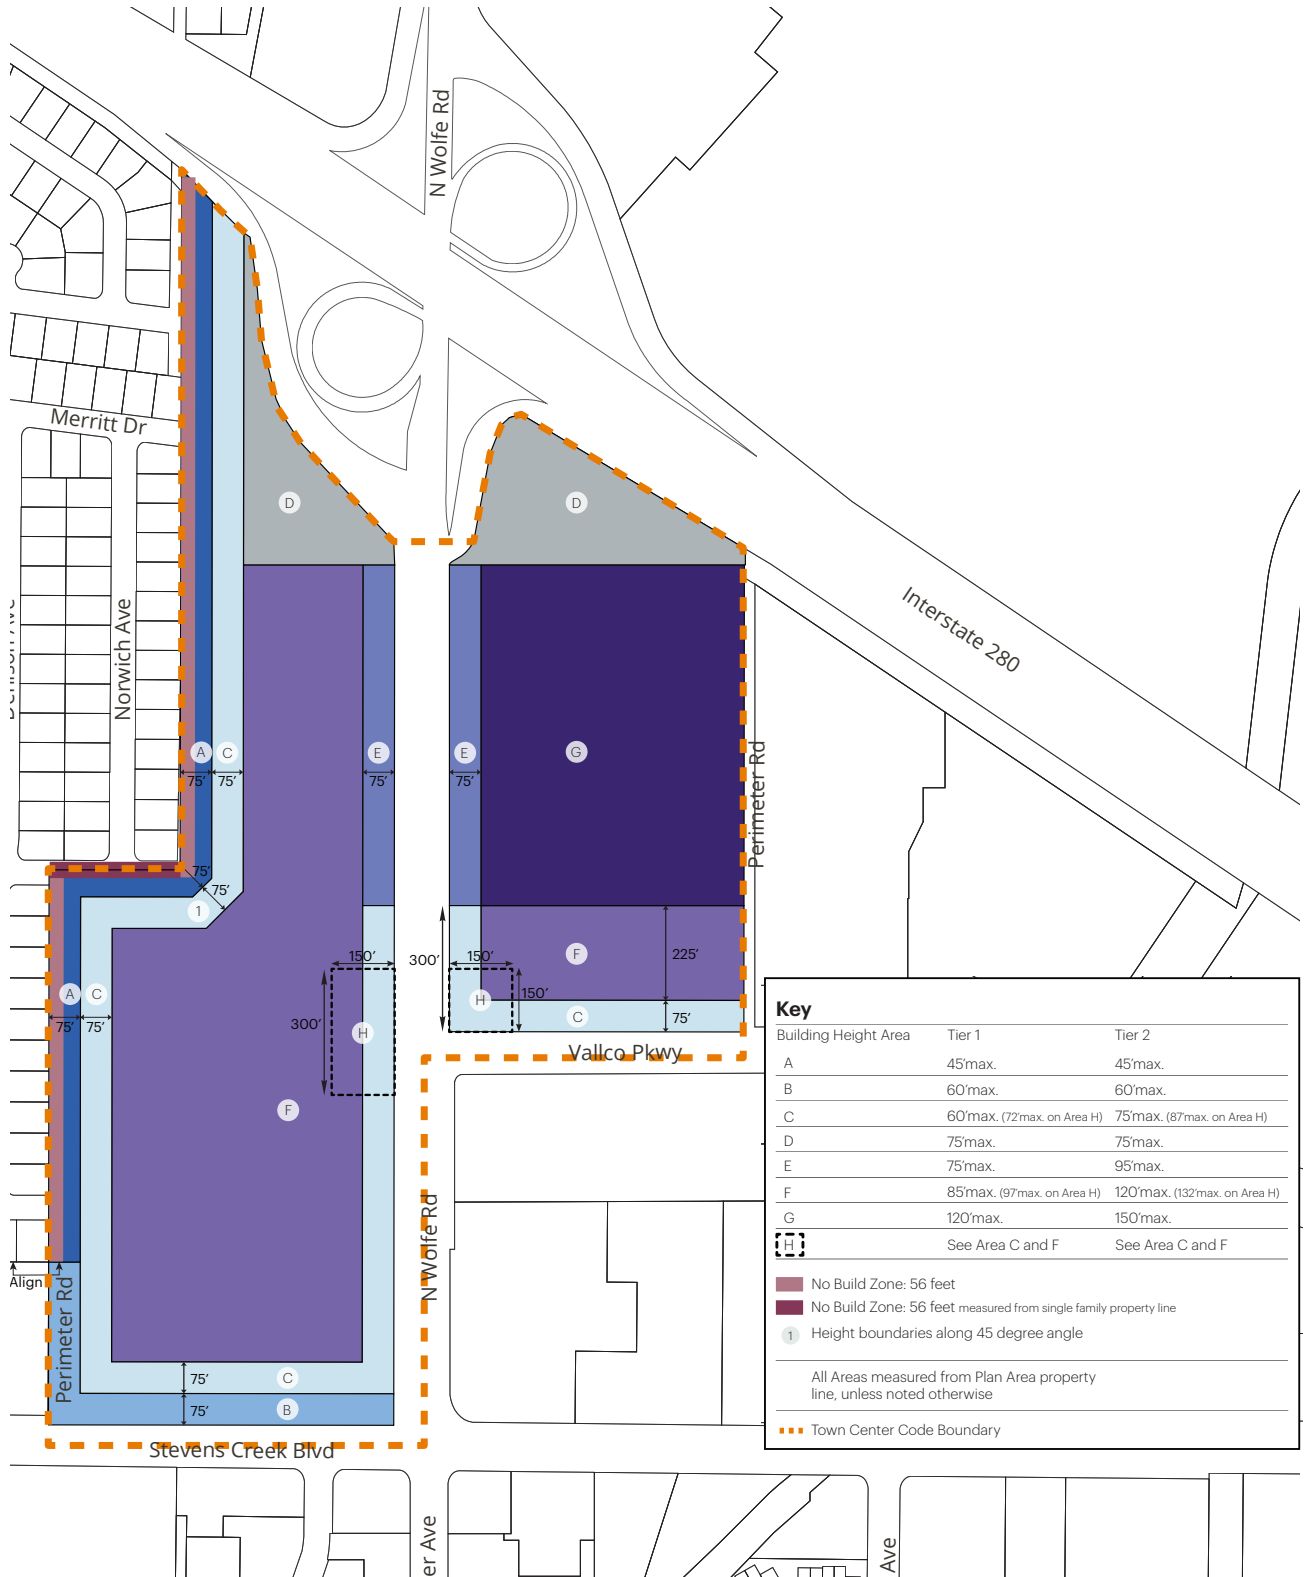 N Wolfe Rd
Merritt Dr
D
D
Interstate 280
Norwich Ave
A
C
E
E
G
75’
75’
75’
75’
Perimeter Rd
75’
75’
1
150’
300’
150’
F
225’
A
C
H
150’
75’
75’
300’
H
C
75’
Vallco Pkwy
F
N Wolfe Rd
Align
Perimeter Rd
75’
C
75’
B
Stevens Creek Blvd
er Ave
Ave
Key
Building Height Area Tier 1 Tier 2
A 45’max. 45’max.
B 60’max. 60’max.
C 60’max. (72’max. on Area H) 75’max. (87’max. on Area H)
D 75’max. 75’max.
E 75’max. 95’max.
F 85’max. (97’max. on Area H) 120’max. (132’max. on Area H)
G 120’max. 150’max.
H See Area C and F See Area C and F
No Build Zone: 56 feet
No Build Zone: 56 feet measured from single family property line
1 Height boundaries along 45 degree angle
All Areas measured from Plan Area property
line, unless noted otherwise
Town Center Code Boundary